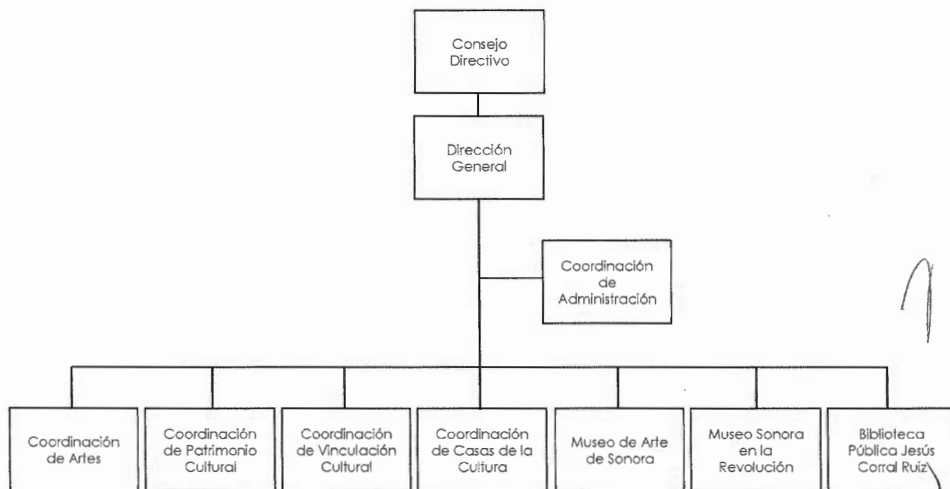 Consejo
Directivo
Dirección
General
Coordinación
de
Administración
Coordinación
de Artes
Coordinación
de Patrimonio
Cultural
Coordinación
de Vinculación
Cultural
Coordinación
de Casas de la
Cultura
Museo de Arte
de Sonora
Museo Sonora
en la
Revolución
Biblioteca
Pública Jesús
Corral Ruiz